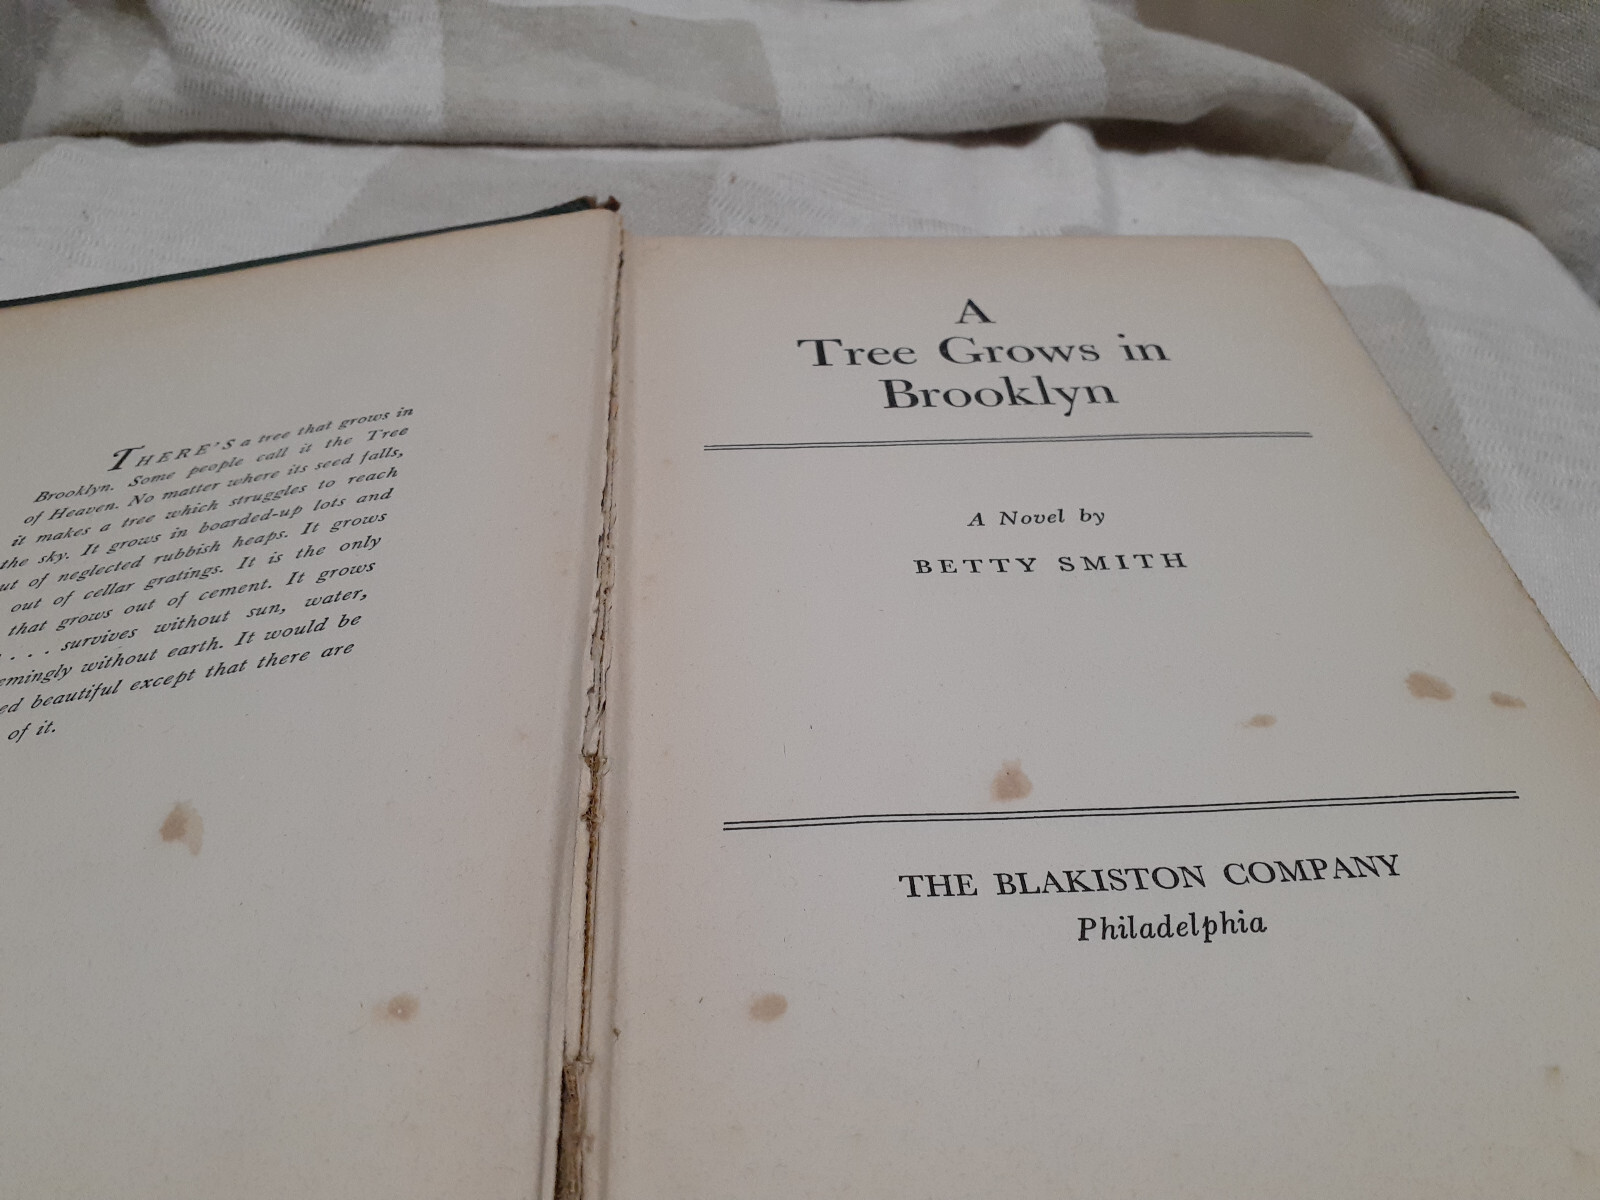 THERE'S a tree that grows in
Brooklyn. Some people call it the Tree
of Heaven. No matter where its seed falls,
it makes a tree which struggles to reach
the sky. It grows in boarded-up lots and
of neglected rubbish heaps. It grows
out of cellar gratings. It is the only
that grows out of cement. It grows
. . . survives without sun, water,
without earth. It would be
beautiful except that there are
of it.
A
Tree Grows in
Brooklyn
A Novel by
BETTY SMITH
THE BLAKISTON COMPANY
Philadelphia